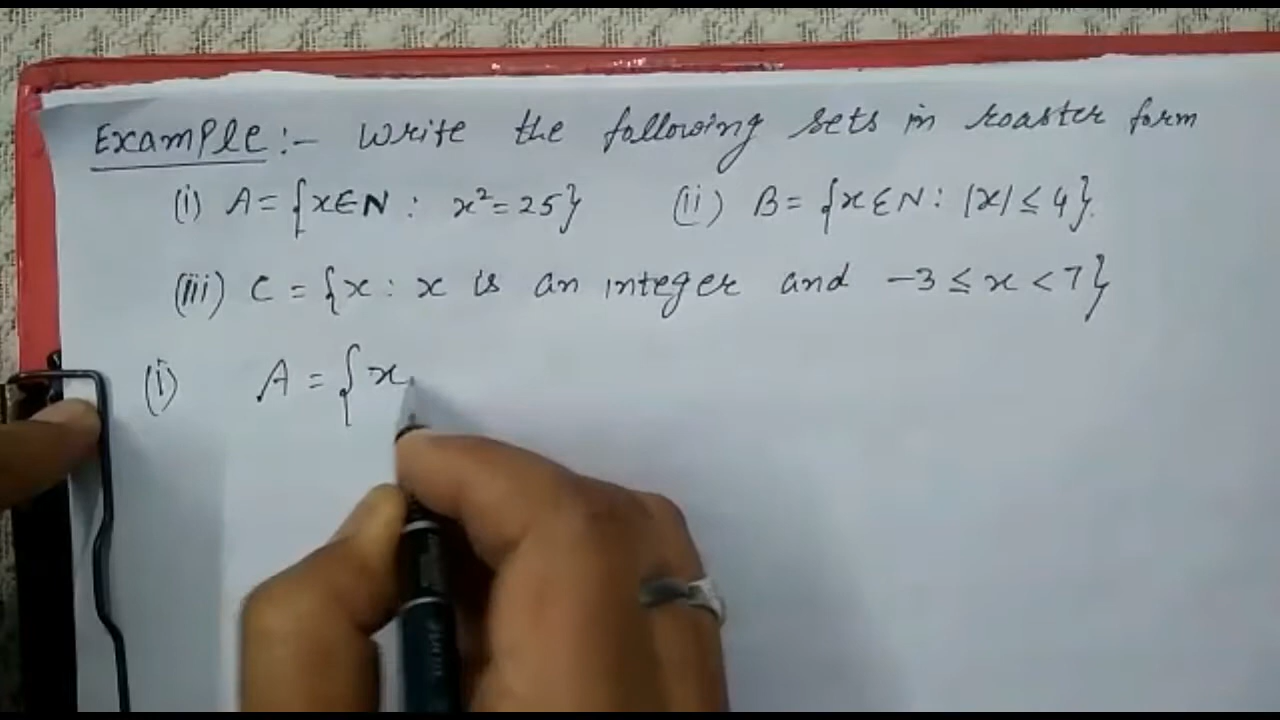 Example :- Write the following sets in roaster form
(i) A = {x∈N : x² = 25} (ii) B = {x∈N : |x| ≤ 4}.
(iii) C = {x : x is an integer and -3 ≤ x < 7}
(i) A = {x